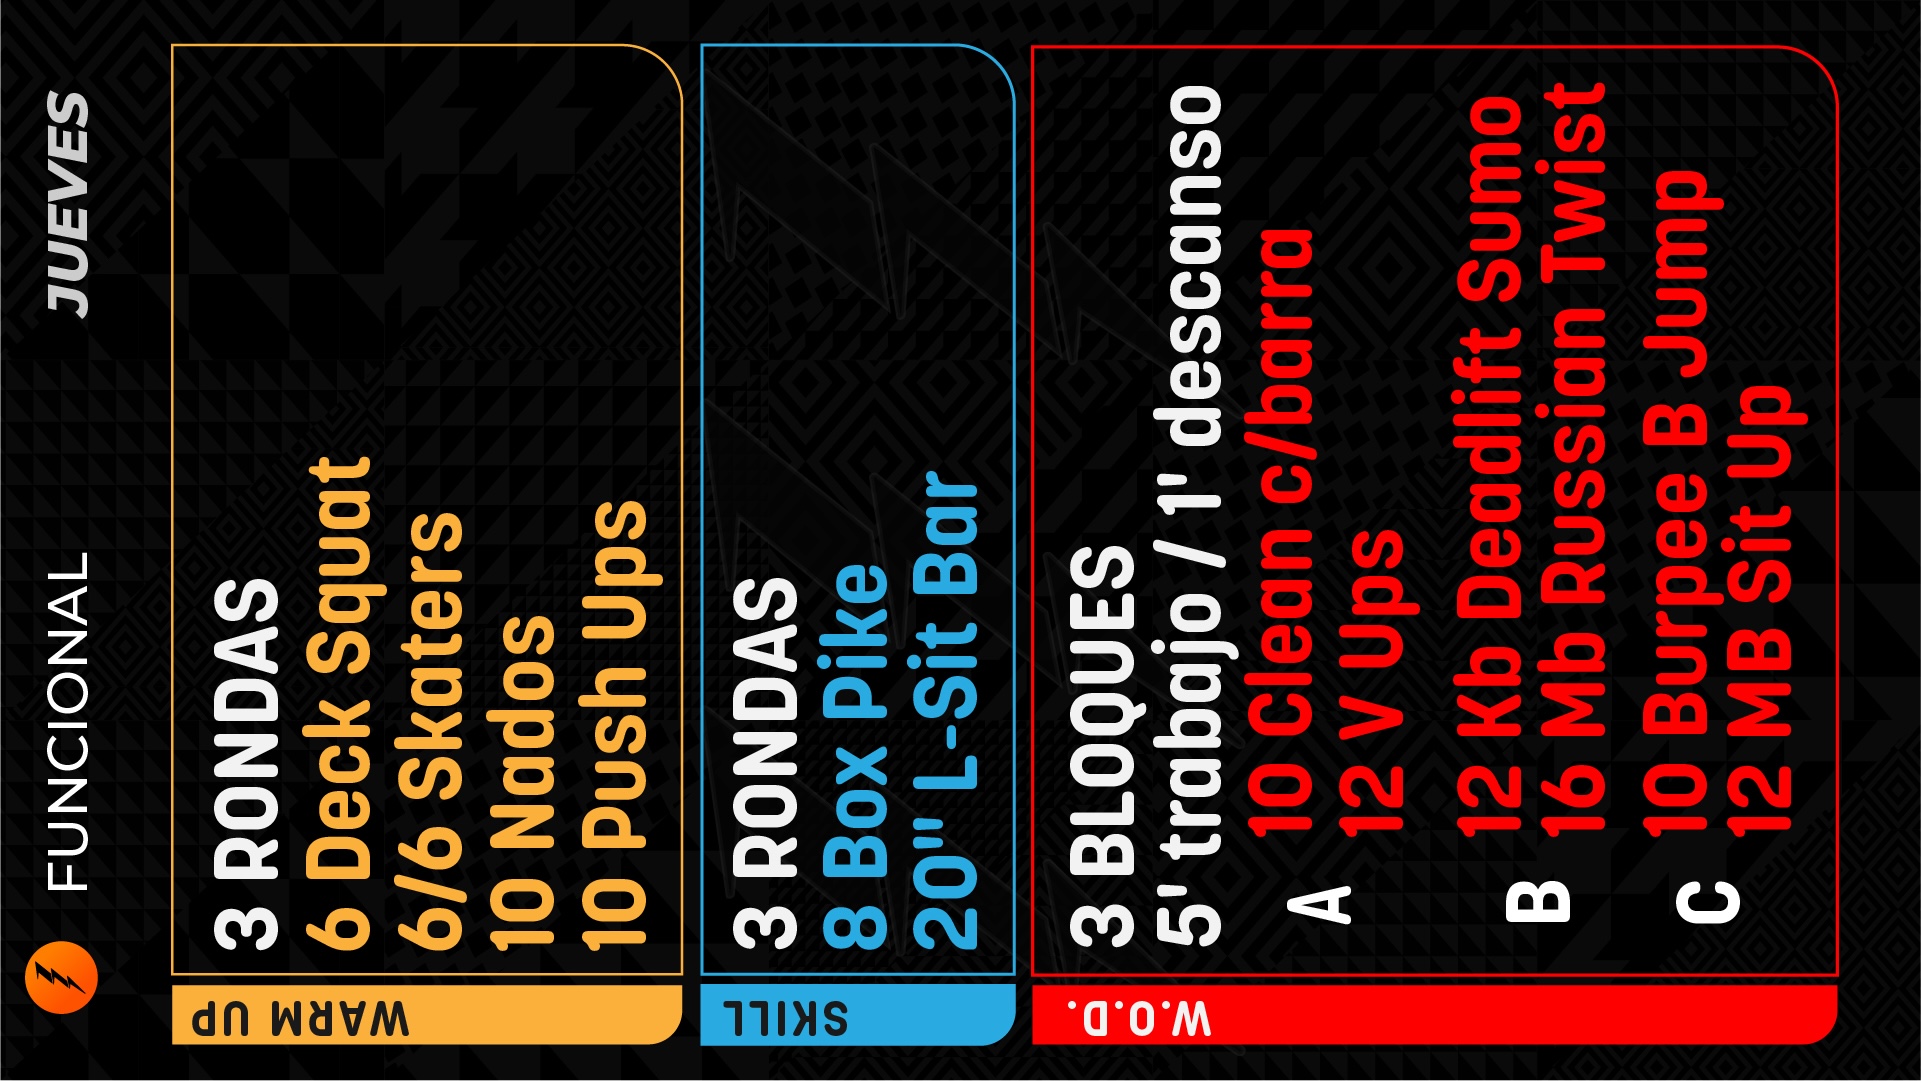 FUNCIONAL
JUEVES
WARM UP
3 RONDAS
6 Deck Squat
6/6 Skaters
10 Nados
10 Push Ups
SKILL
3 RONDAS
8 Box Pike
20" L-Sit Bar
W.O.D.
3 BLOQUES
5'trabajo / 1' descanso
A
10 Clean c/barra
12 V Ups
B
12 Kb Deadlift Sumo
16 Mb Russian Twist
C
10 Burpee B Jump
12 MB Sit Up